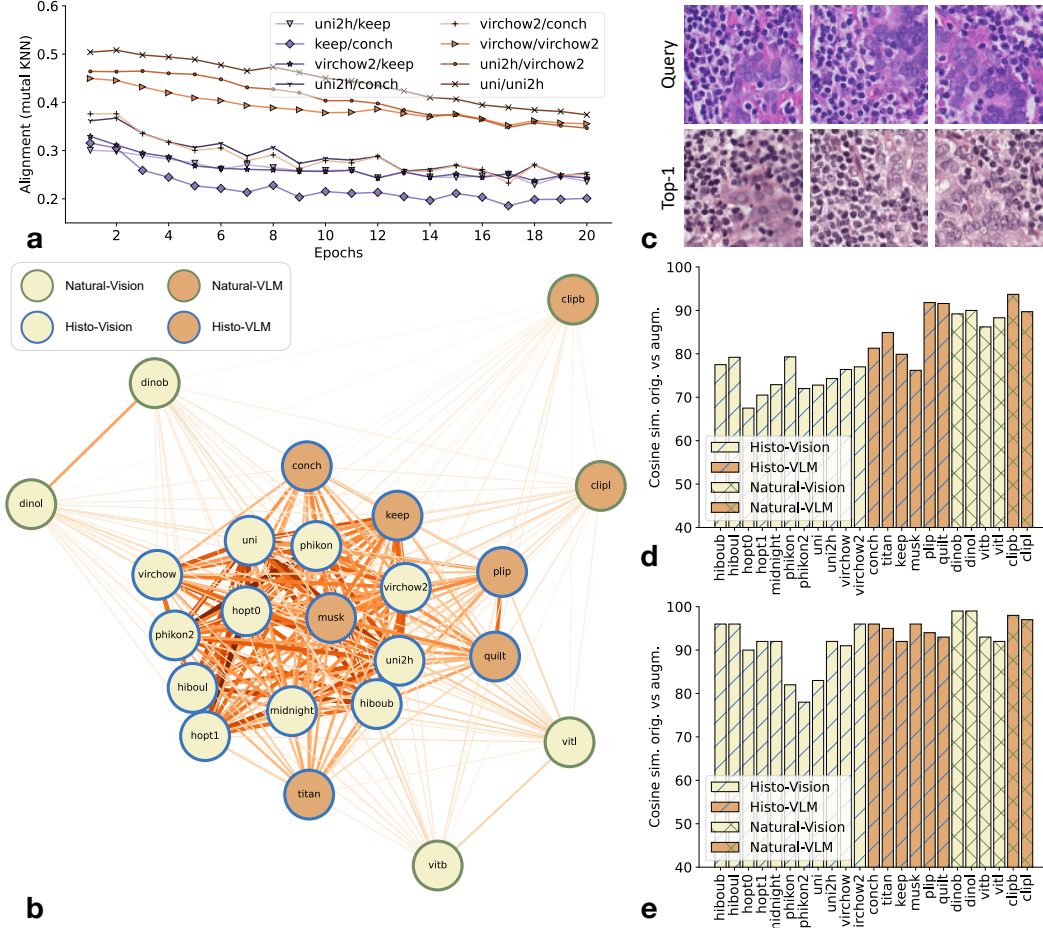 0.6
0.5
0.4
0.3
0.2
Alignment (mutal KNN)
2 4 6 8 10 12 14 16 18 20
Epochs
uni2h/keep
keep/conch
virchow2/keep
uni2h/conch
virchow2/conch
virchow/virchow2
uni2h/virchow2
uni/uni2h
a
Query
Top-1
c
Natural-Vision
Natural-VLM
Histo-Vision
Histo-VLM
clipb
dinob
conch
clipl
dinol
keep
uni
phikon
virchow
plip
virchow2
hopt0
musk
phikon2
quilt
uni2h
hiboul
hiboub
midnight
hopt1
vitl
titan
vitb
b
100
90
80
70
60
50
40
Cosine sim. orig. vs augm.
Histo-Vision
Histo-VLM
Natural-Vision
Natural-VLM
hiboub
hiboul
hopt0
hopt1
midnight
phikon
phikon2
uni
uni2h
virchow
virchow2
conch
titan
keep
musk
plip
quilt
dinob
dinol
vitb
vitl
clipb
clipl
d
100
90
80
70
60
50
40
Cosine sim. orig. vs augm.
Histo-Vision
Histo-VLM
Natural-Vision
Natural-VLM
hiboub
hiboul
hopt0
hopt1
midnight
phikon
phikon2
uni
uni2h
virchow
irchow2
conch
titan
keep
musk
plip
quilt
dinob
dinol
vitb
vitl
clipb
clipl
e